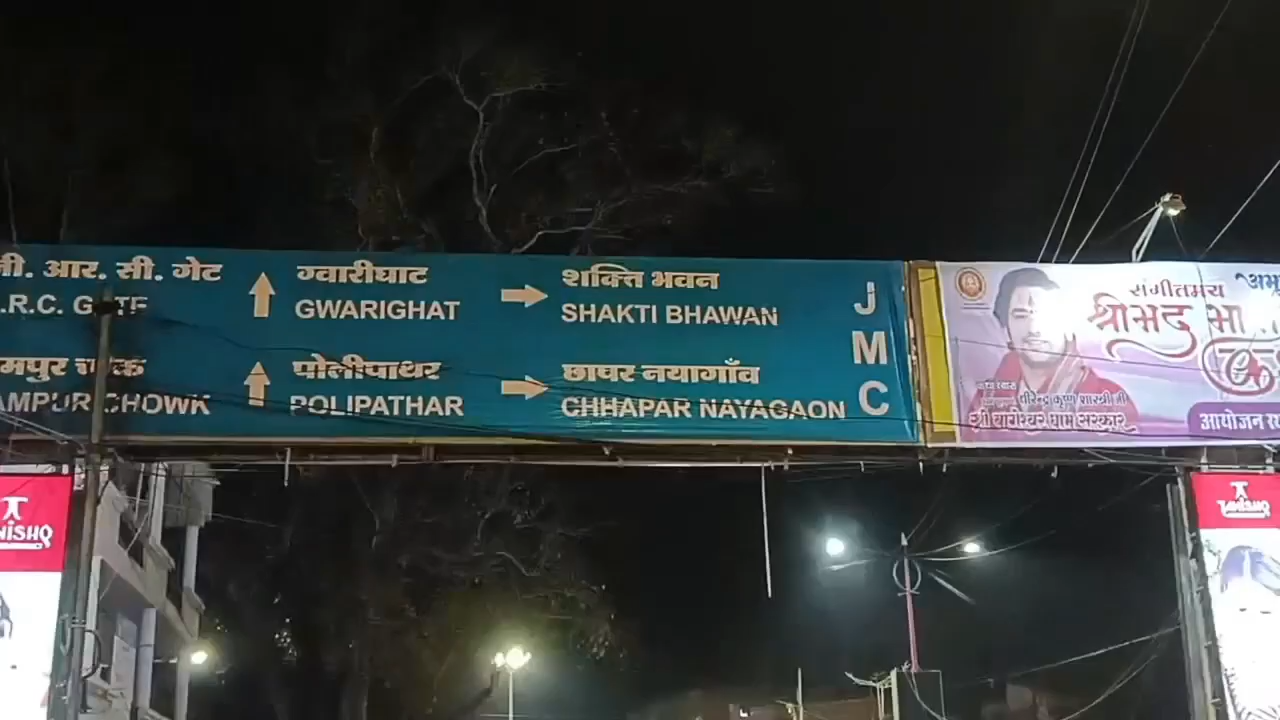 मी. आर. सी. गेट
.R.C. GATE
ग्वारीघाट
GWARIGHAT
शक्ति भवन
SHAKTI BHAWAN
मपुर चौक
AMPUR CHOWK
पोलीपाथर
POLIPATHAR
छापर नयागाँव
CHHAPAR NAYAGAON
J
M
C
संगीतमय
श्रीमद् भा
धीरेन्द्र कृष्ण शास्त्री जी
श्री बागेश्वर धाम सरकार
आयोजन
NISHQ
TANISHQ